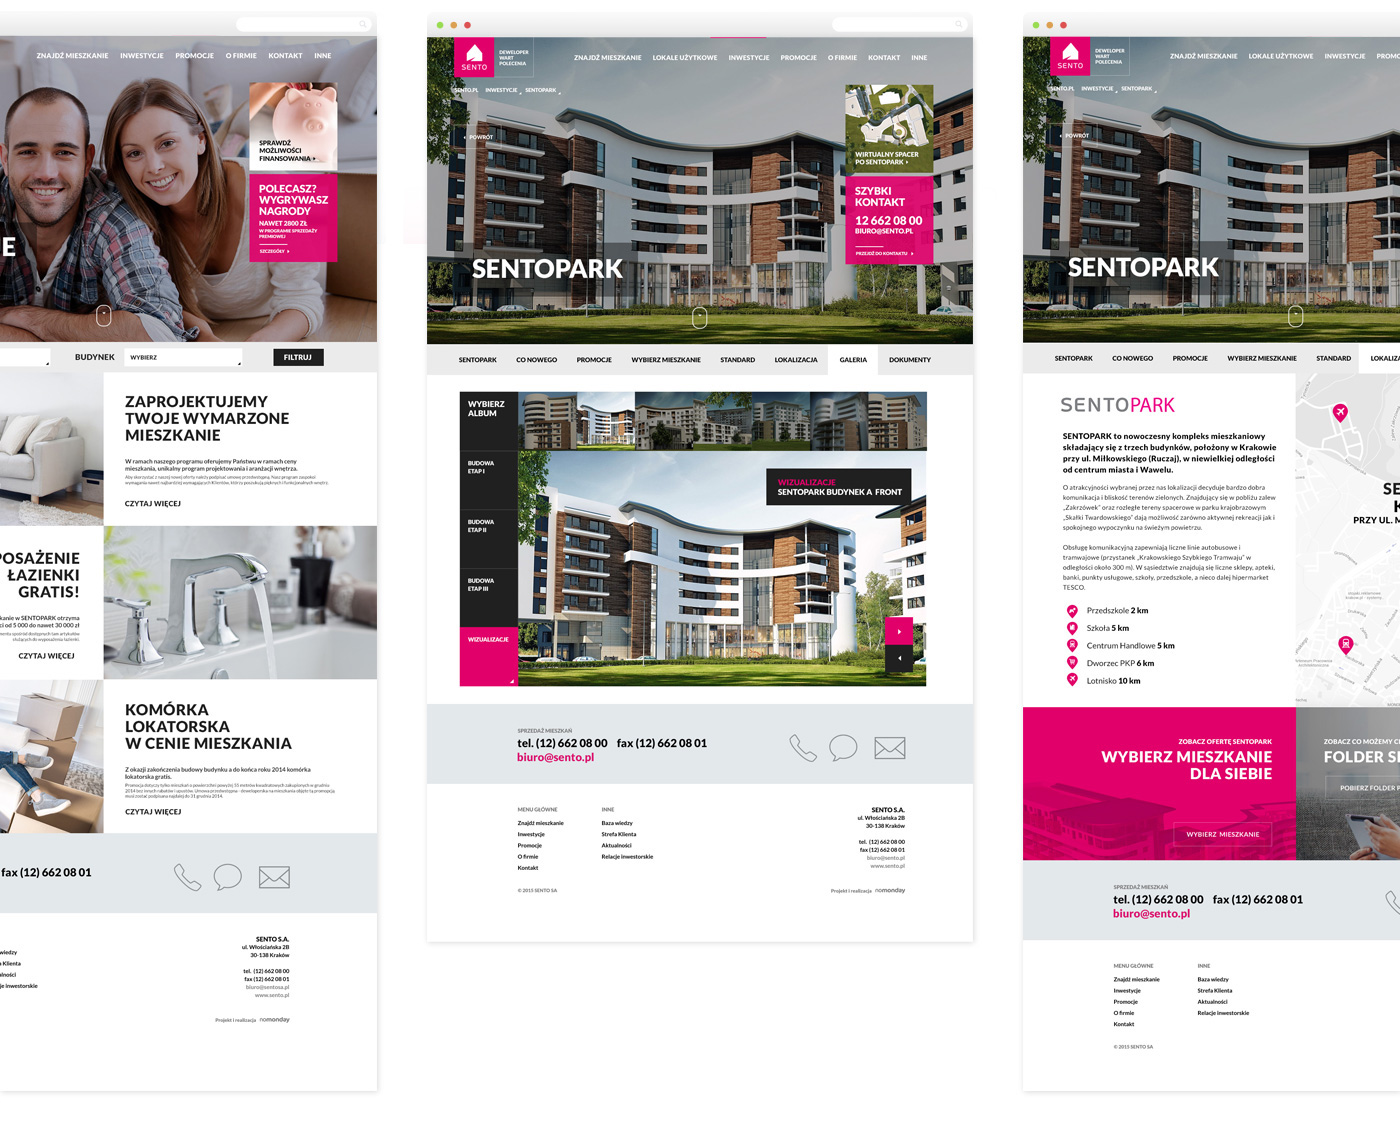 ZNAJDŹ MIESZKANIE INWESTYCJE PROMOCJE O FIRMIE KONTAKT INNE
SPRAWDŹ
MOŻLIWOŚCI
FINANSOWANIA
POLECASZ?
WYGRYWASZ
NAGRODY
NAWET 2800 ZŁ
W PROGRAMIE SPRZEDAŻY
PREMIOWEJ
SZCZEGÓŁY
E
BUDYNEK WYBIERZ FILTRUJ
ZAPROJEKTUJEMY
TWOJE WYMARZONE
MIESZKANIE
W ramach naszego programu oferujemy Państwu w ramach ceny
mieszkania, unikalny program projektowania i aranżacji wnętrza.
CZYTAJ WIĘCEJ
POSAŻENIE
ŁAZIENKI
GRATIS!
kanie w SENTOPARK otrzyma
ci od 5 000 do nawet 30 000 zł
CZYTAJ WIĘCEJ
KOMÓRKA
LOKATORSKA
W CENIE MIESZKANIA
Z okazji zakończenia budowy budynku a do końca roku 2014 komórka
lokatorska gratis.
CZYTAJ WIĘCEJ
fax (12) 662 08 01
wiedzy
a Klienta
alności
cje inwestorskie
SENTO S.A.
ul. Włościańska 2B
30-138 Kraków
tel. (12) 662 08 00
fax (12) 662 08 01
biuro@sentosa.pl
www.sento.pl
Projekt i realizacja nomonday
SENTO
DEWELOPER
WART
POLECENIA
ZNAJDŹ MIESZKANIE LOKALE UŻYTKOWE INWESTYCJE PROMOCJE O FIRMIE KONTAKT INNE
SENTO.PL INWESTYCJE SENTOPARK
POWRÓT
WIRTUALNY SPACER
PO SENTOPARK
SZYBKI
KONTAKT
12 662 08 00
BIURO@SENTO.PL
PRZEJDŹ DO KONTAKTU
SENTOPARK
SENTOPARK CO NOWEGO PROMOCJE WYBIERZ MIESZKANIE STANDARD LOKALIZACJA GALERIA DOKUMENTY
WYBIERZ
ALBUM
BUDOWA
ETAP I
BUDOWA
ETAP II
BUDOWA
ETAP III
WIZUALIZACJE
WIZUALIZACJE
SENTOPARK BUDYNEK A FRONT
SPRZEDAŻ MIESZKAŃ
tel. (12) 662 08 00 fax (12) 662 08 01
biuro@sento.pl
MENU GŁÓWNE
Znajdź mieszkanie
Inwestycje
Promocje
O firmie
Kontakt
INNE
Baza wiedzy
Strefa Klienta
Aktualności
Relacje inwestorskie
SENTO S.A.
ul. Włościańska 2B
30-138 Kraków
tel. (12) 662 08 00
fax (12) 662 08 01
biuro@sento.pl
www.sento.pl
© 2015 SENTO SA
Projekt i realizacja nomonday
SENTO
DEWELOPER
WART
POLECENIA
ZNAJDŹ MIESZKANIE LOKALE UŻYTKOWE INWESTYCJE PROMO
SENTO.PL INWESTYCJE SENTOPARK
POWRÓT
SENTOPARK
SENTOPARK CO NOWEGO PROMOCJE WYBIERZ MIESZKANIE STANDARD LOKALIZA
SENTOPARK
SENTOPARK to nowoczesny kompleks mieszkaniowy
składający się z trzech budynków, położony w Krakowie
przy ul. Miłkowskiego (Ruczaj), w niewielkiej odległości
od centrum miasta i Wawelu.
O atrakcyjności wybranej przez nas lokalizacji decyduje bardzo dobra
komunikacja i bliskość terenów zielonych. Znajdujący się w pobliżu zalew
„Zakrzówek” oraz rozległe tereny spacerowe w parku krajobrazowym
„Skałki Twardowskiego” dają możliwość zarówno aktywnej rekreacji jak i
spokojnego wypoczynku na świeżym powietrzu.
Obsługę komunikacyjną zapewniają liczne linie autobusowe i
tramwajowe (przystanek „Krakowskiego Szybkiego Tramwaju” w
odległości około 300 m). W sąsiedztwie znajdują się liczne sklepy, apteki,
banki, punkty usługowe, szkoły, przedszkole, a nieco dalej hipermarket
TESCO.
Przedszkole 2 km
Szkoła 5 km
Centrum Handlowe 5 km
Dworzec PKP 6 km
Lotnisko 10 km
SE
K
PRZY UL. M
ZOBACZ OFERTĘ SENTOPARK
WYBIERZ MIESZKANIE
DLA SIEBIE
WYBIERZ MIESZKANIE
ZOBACZ CO MOŻEMY C
FOLDER S
POBIERZ FOLDER P
SPRZEDAŻ MIESZKAŃ
tel. (12) 662 08 00 fax (12) 662 08 01
biuro@sento.pl
MENU GŁÓWNE
Znajdź mieszkanie
Inwestycje
Promocje
O firmie
Kontakt
INNE
Baza wiedzy
Strefa Klienta
Aktualności
Relacje inwestorskie
© 2015 SENTO SA